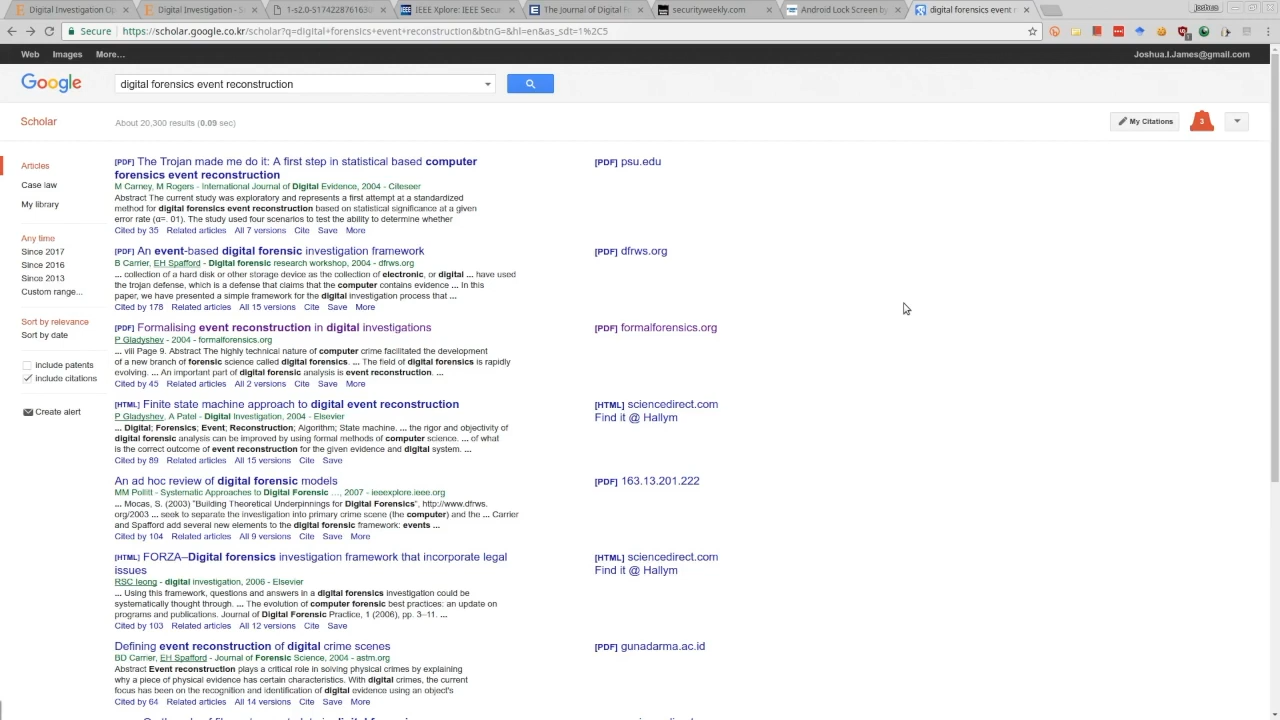 Digital Investigation Op
Digital Investigation - S
1-s2.0-S174228761630
IEEE Xplore: IEEE Secu
The Journal of Digital F
securityweekly.com
Android Lock Screen by
digital forensics event r
Joshua
Secure
https://scholar.google.co.kr/scholar?q=digital+forensics+event+reconstruction&btnG=&hl=en&as_sdt=1%2C5
Web Images More…
Joshua.I.James@gmail.com
Google
digital forensics event reconstruction
Scholar
About 20,300 results (0.09 sec)
My Citations
3
Articles
Case law
My library
Any time
Since 2017
Since 2016
Since 2013
Custom range...
Sort by relevance
Sort by date
include patents
include citations
Create alert
[PDF] The Trojan made me do it: A first step in statistical based computer
forensics event reconstruction
M Carney, M Rogers - International Journal of Digital Evidence, 2004 - Citeseer
Abstract The current study was exploratory and represents a first attempt at a standardized
method for digital forensics event reconstruction based on statistical significance at a given
error rate (α=. 01). The study used four scenarios to test the ability to determine whether
Cited by 35 Related articles All 7 versions Cite Save More
[PDF] psu.edu
[PDF] An event-based digital forensic investigation framework
B Carrier, EH Spafford - Digital forensic research workshop, 2004 - dfrws.org
... collection of a hard disk or other storage device as the collection of electronic, or digital ... have used
the trojan defense, which is a defense that claims that the computer contains evidence ... In this
paper, we have presented a simple framework for the digital investigation process that ...
Cited by 178 Related articles All 15 versions Cite Save More
[PDF] dfrws.org
[PDF] Formalising event reconstruction in digital investigations
P Gladyshev - 2004 - formalforensics.org
... viii Page 9. Abstract The highly technical nature of computer crime facilitated the development
of a new branch of forensic science called digital forensics. ... The field of digital forensics is rapidly
evolving. ... An important part of digital forensic analysis is event reconstruction. ...
Cited by 45 Related articles All 2 versions Cite Save More
[PDF] formalforensics.org
[HTML] Finite state machine approach to digital event reconstruction
P Gladyshev, A Patel - Digital Investigation, 2004 - Elsevier
... Digital; Forensics; Event; Reconstruction; Algorithm; State machine. ... the rigor and objectivity of
digital forensic analysis can be improved by using formal methods of computer science. ... of what
is the correct outcome of event reconstruction for the given evidence and digital system. ...
Cited by 89 Related articles All 15 versions Cite Save
[HTML] sciencedirect.com
Find it @ Hallym
An ad hoc review of digital forensic models
MM Pollitt - Systematic Approaches to Digital Forensic …, 2007 - ieeexplore.ieee.org
... Mocas, S. (2003) "Building Theoretical Underpinnings for Digital Forensics", http://www.dfrws.
org/2003 ... seek to separate the investigation into primary crime scene (the computer) and the ... Carrier
and Spafford add several new elements to the digital forensic framework: events ...
Cited by 104 Related articles All 9 versions Cite Save More
[PDF] 163.13.201.222
[HTML] FORZA–Digital forensics investigation framework that incorporate legal
issues
RSC Ieong - digital investigation, 2006 - Elsevier
... Using this framework, questions and answers in a digital forensics investigation could be
systematically thought through. ... The evolution of computer forensic best practices: an update on
programs and publications. Journal of Digital Forensic Practice, 1 (2006), pp. 3–11. ...
Cited by 103 Related articles All 12 versions Cite Save
[HTML] sciencedirect.com
Find it @ Hallym
Defining event reconstruction of digital crime scenes
BD Carrier, EH Spafford - Journal of Forensic Science, 2004 - astm.org
Abstract Event reconstruction plays a critical role in solving physical crimes by explaining
why a piece of physical evidence has certain characteristics. With digital crimes, the current
focus has been on the recognition and identification of digital evidence using an object's
Cited by 64 Related articles All 14 versions Cite Save More
[PDF] gunadarma.ac.id